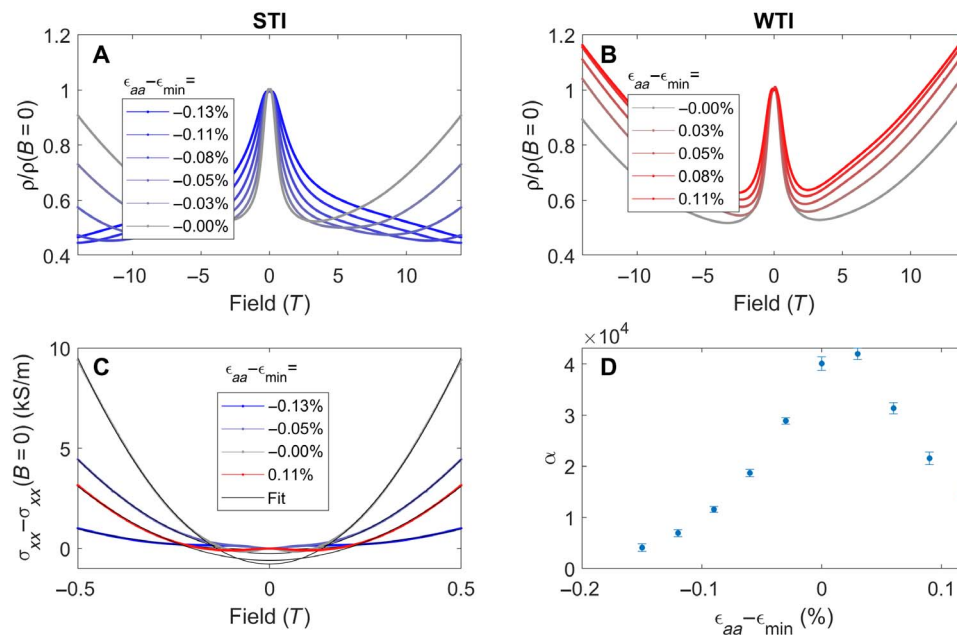 STI
WTI
A
ϵaa−ϵmin=
−0.13%
−0.11%
−0.08%
−0.05%
−0.03%
−0.00%
ρ/ρ(B=0)
1.2
1
0.8
0.6
0.4
−10
−5
0
5
10
Field (T)
B
ϵaa−ϵmin=
−0.00%
0.03%
0.05%
0.08%
0.11%
ρ/ρ(B=0)
1.2
1
0.8
0.6
0.4
−10
−5
0
5
10
Field (T)
C
ϵaa−ϵmin=
−0.13%
−0.05%
−0.00%
0.11%
Fit
σxx−σxx(B=0) (kS/m)
10
5
0
−0.5
0
0.5
Field (T)
×10⁴
D
α
4
3
2
1
0
−0.2
−0.1
0
0.1
ϵaa−ϵmin (%)